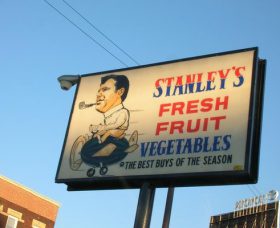 STANLEY'S
FRESH
FRUIT
VEGETABLES
THE BEST BUYS OF THE SEASON